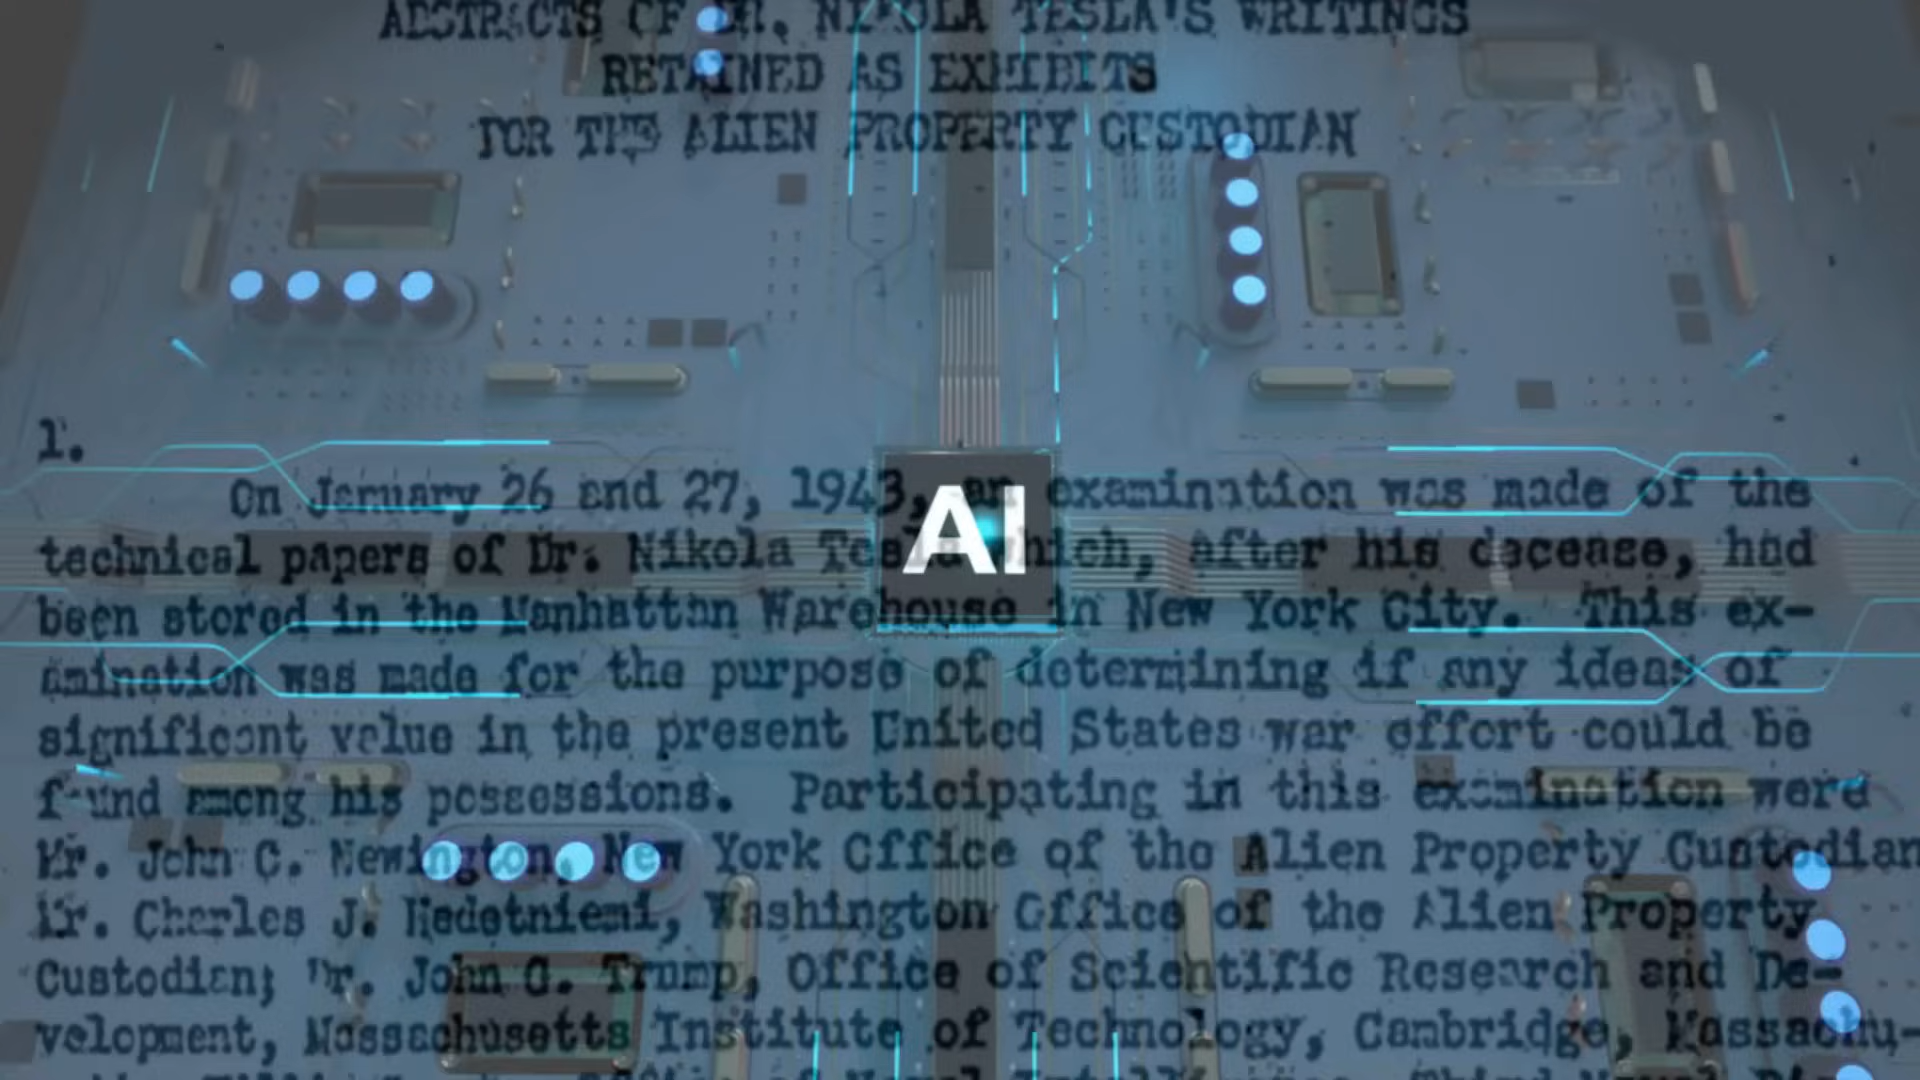 ABSTRACTS OF DR. NIKOLA TESLA'S WRITINGS
RETAINED AS EXHIBITS
FOR THE ALIEN PROPERTY CUSTODIAN
1.
On January 26 and 27, 1943, an examination was made of the
technical papers of Dr. Nikola Tesla which, after his decease, had
been stored in the Manhattan Warehouse in New York City. This ex-
amination was made for the purpose of determining if any ideas of
significant value in the present United States war effort could be
found among his possessions. Participating in this examination were
Mr. John C. Newington, New York Office of the Alien Property Custodian
Mr. Charles J. Hedetniemi, Washington Office of the Alien Property
Custodian; Dr. John G. Trump, Office of Scientific Research and De-
velopment, Massachusetts Institute of Technology, Cambridge, Massachu-
AI